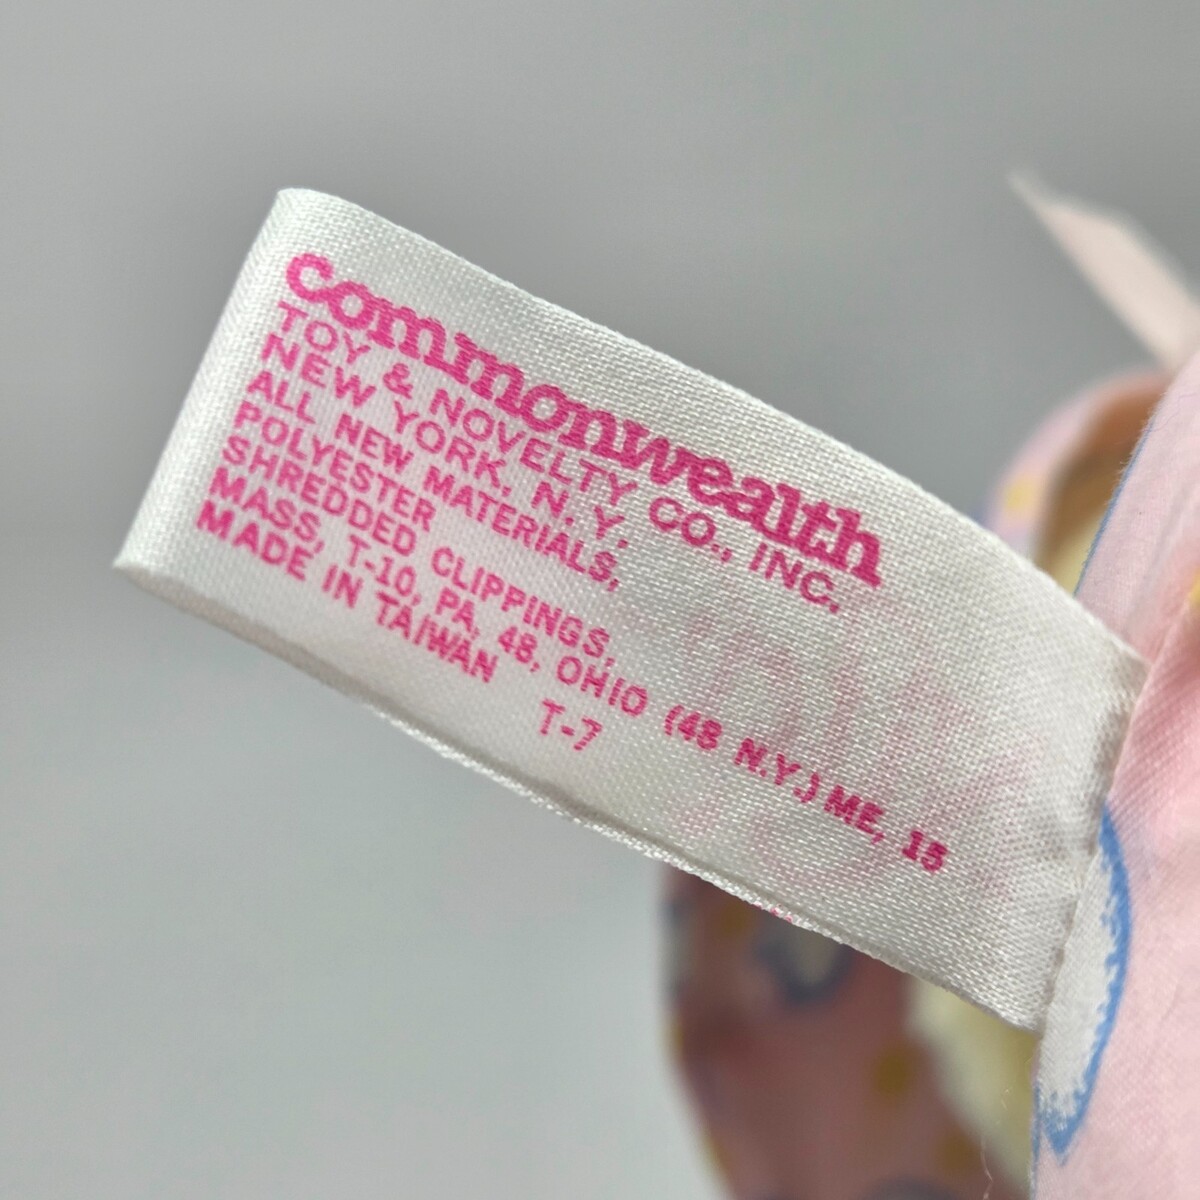 Commonwealth
TOY & NOVELTY CO., INC.
NEW YORK, N. Y.
ALL NEW MATERIALS,
POLYESTER
SHREDDED CLIPPINGS,
MASS, T-10, PA, 48, OHIO (48 N.Y.) ME, 15
MADE IN TAIWAN
T-7